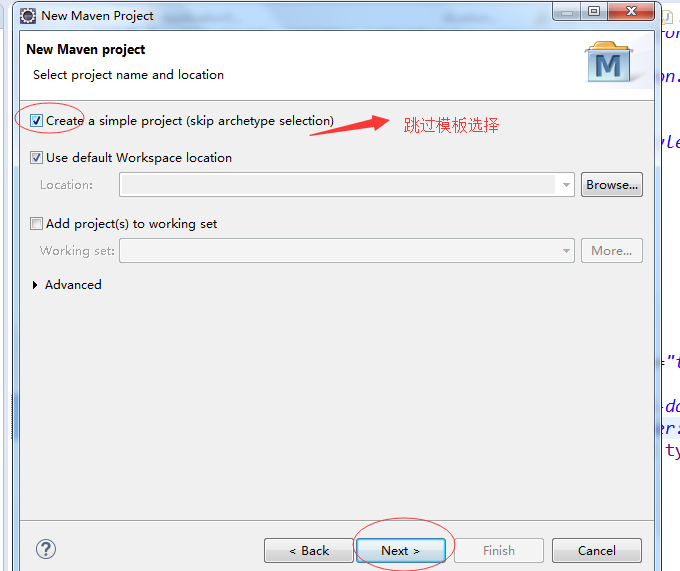 New Maven Project
New Maven project
Select project name and location
M
Create a simple project (skip archetype selection)
跳过模板选择
Use default Workspace location
Location:
Browse...
Add project(s) to working set
Working set:
More...
Advanced
="t
er:
ty
?
< Back
Next >
Finish
Cancel